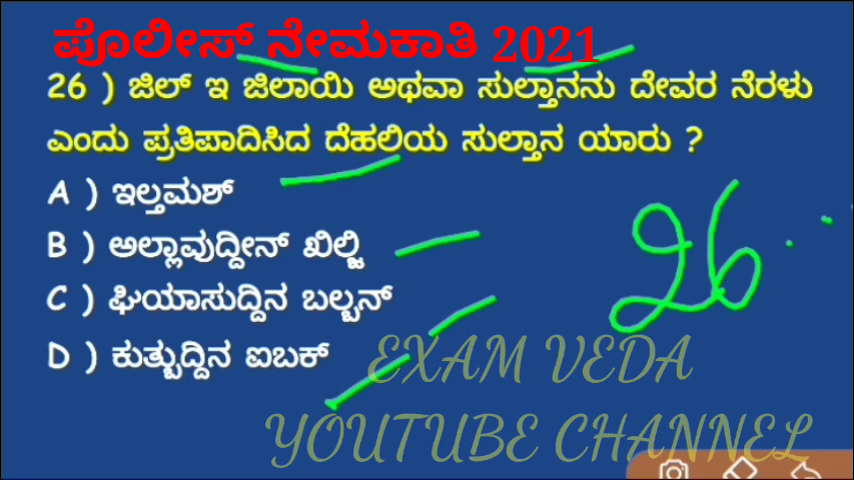 ಪೊಲೀಸ್ ನೇಮಕಾತಿ 2021
26 ) ಜಿಲ್ ಇ ಜಿಲಾಯಿ ಅಥವಾ ಸುಲ್ತಾನನು ದೇವರ ನೆರಳು
ಎಂದು ಪ್ರತಿಪಾದಿಸಿದ ದೆಹಲಿಯ ಸುಲ್ತಾನ ಯಾರು ?
A ) ಇಲ್ತಮಶ್
B ) ಅಲ್ಲಾವುದ್ದೀನ್ ಖಿಲ್ಜಿ
C ) ಘಿಯಾಸುದ್ದಿನ ಬಲ್ಬನ್
D ) ಕುತ್ಬುದ್ದಿನ ಐಬಕ್
26
EXAM VEDA
YOUTUBE CHANNEL